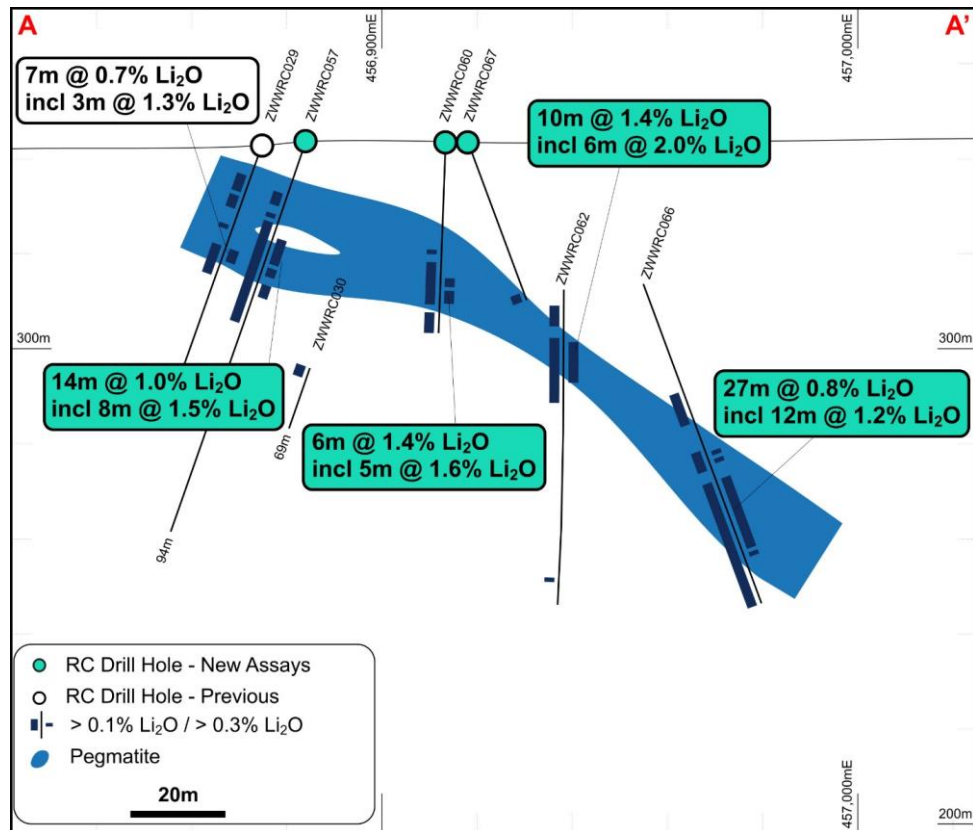 A
A'
456,900mE
457,000mE
ZWWRC029
ZWWRC057
ZWWRC060
ZWWRC067
7m @ 0.7% Li₂O
incl 3m @ 1.3% Li₂O
10m @ 1.4% Li₂O
incl 6m @ 2.0% Li₂O
ZWWRC062
ZWWRC066
ZWWRC030
300m
300m
14m @ 1.0% Li₂O
incl 8m @ 1.5% Li₂O
27m @ 0.8% Li₂O
incl 12m @ 1.2% Li₂O
6m @ 1.4% Li₂O
incl 5m @ 1.6% Li₂O
69m
94m
RC Drill Hole - New Assays
RC Drill Hole - Previous
> 0.1% Li₂O / > 0.3% Li₂O
Pegmatite
20m
457,000mE
200m